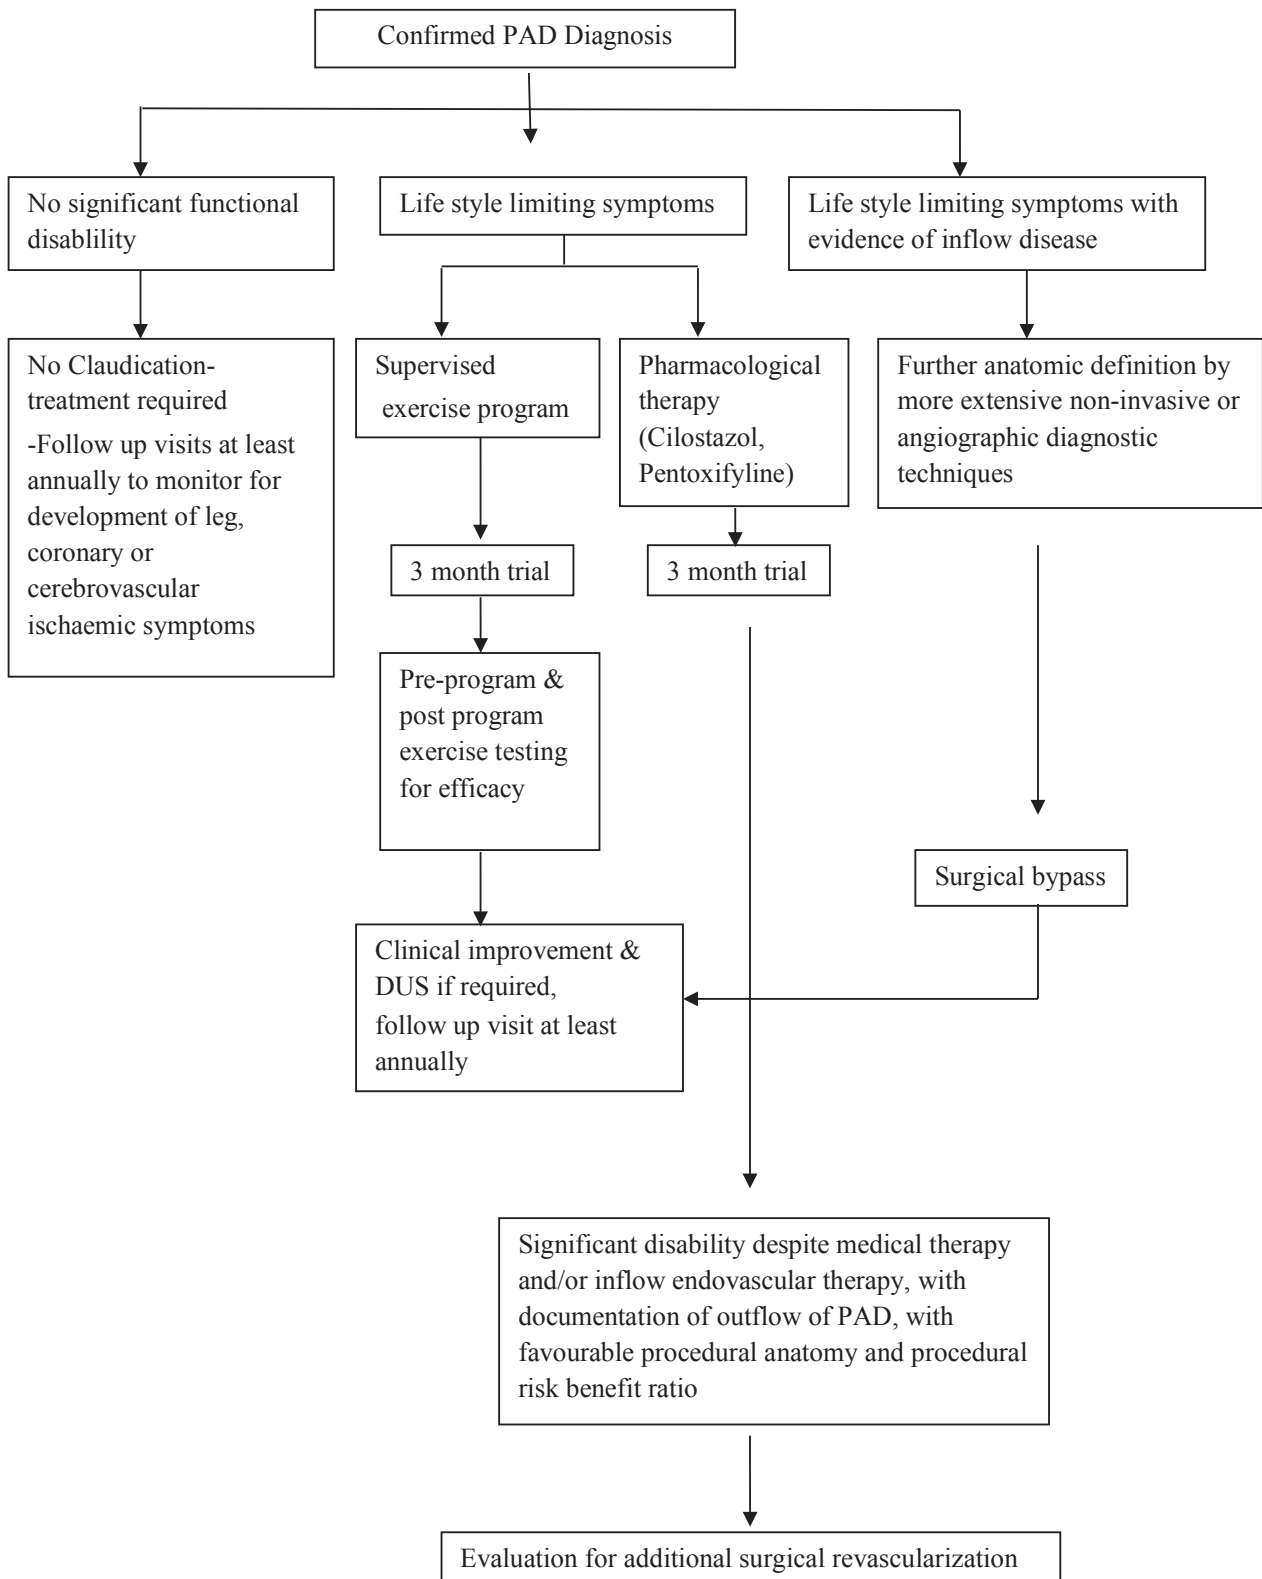 Confirmed PAD Diagnosis
No significant functional
disablility
Life style limiting symptoms
Life style limiting symptoms with
evidence of inflow disease
No Claudication-
treatment required
-Follow up visits at least
annually to monitor for
development of leg,
coronary or
cerebrovascular
ischaemic symptoms
Supervised
exercise program
Pharmacological
therapy
(Cilostazol,
Pentoxifyline)
Further anatomic definition by
more extensive non-invasive or
angiographic diagnostic
techniques
3 month trial
3 month trial
Pre-program &
post program
exercise testing
for efficacy
Surgical bypass
Clinical improvement &
DUS if required,
follow up visit at least
annually
Significant disability despite medical therapy
and/or inflow endovascular therapy, with
documentation of outflow of PAD, with
favourable procedural anatomy and procedural
risk benefit ratio
Evaluation for additional surgical revascularization